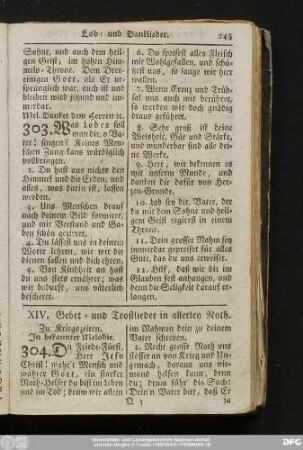 Lob- und Danklieder. 245
Sohne, und auch dem heili-
gen Geist, im hohen Him-
mels-Throne. Dem Drey-
einigen Gott, als Er ur-
sprünglich war, auch ist und
bleiben wird jetzund und im-
merdar.
Mel. Danket dem Herren ꝛc.
303. Was Lobes soll
man dir, o Va-
ter! singen? Keines Men-
schen Zung kans würdiglich
vollbringen.
2. Du hast aus nichts den
Himmel und die Erden, und
alles, was darin ist, lassen
werden.
3. Uns Menschen drauf
nach deinem Bild formiret,
und mit Verstand und Ga-
ben schön gezieret.
4. Du lässest uns in deinem
Worte lehren, wie wir dir
dienen sollen und dich ehren.
5. Von Kindheit an hast
du uns stets ernähret; was
wir bedurft, uns väterlich
bescheret.
6. Du speisest alles Fleisch
mit Wohlgefallen, und schü-
tzest uns, so lange wir hier
wallen.
7. Wenn Creuz und Trüb-
sal uns auch mit berühret, so
werden wir doch gnädig
draus geführet.
8. Sehr groß ist deine
Weisheit, Güt und Stärke,
und wunderbar sind alle dei-
ne Werke.
9. Herr, wir bekennen es
mit unserm Munde, und
danken dir dafür von Her-
zen-Grunde.
10. Lob sey dir, Vater, der
du mit dem Sohne und heili-
gen Geist regierst in einem
Throne.
11. Dein grosser Nahm sey
immerdar gepreiset für alles
Gute, das du uns erweiset.
12. Hilf, daß wir dir im
Glauben fest anhangen, und
denn die Seligkeit darauf er-
langen.
XIV. Gebet- und Trostlieder in allerley Noth.
Zu Kriegszeiten.
In bekannter Melodie.
304. Du Friede-Fürst,
Herr Jesu
Christ! wahr'r Mensch und
wahrer Gott, ein starker
Noth-Helfer du bist im Leben
und im Tod; drum wir allein
im Nahmen dein zu deinem
Vater schreyen.
2. Recht grosse Noth uns
stösset an von Krieg und Un-
gemach, daraus uns nie-
mand helfen kann, denn
du; drum führ die Sach:
Dein'n Vater bitt, daß Er
Q 3 ja